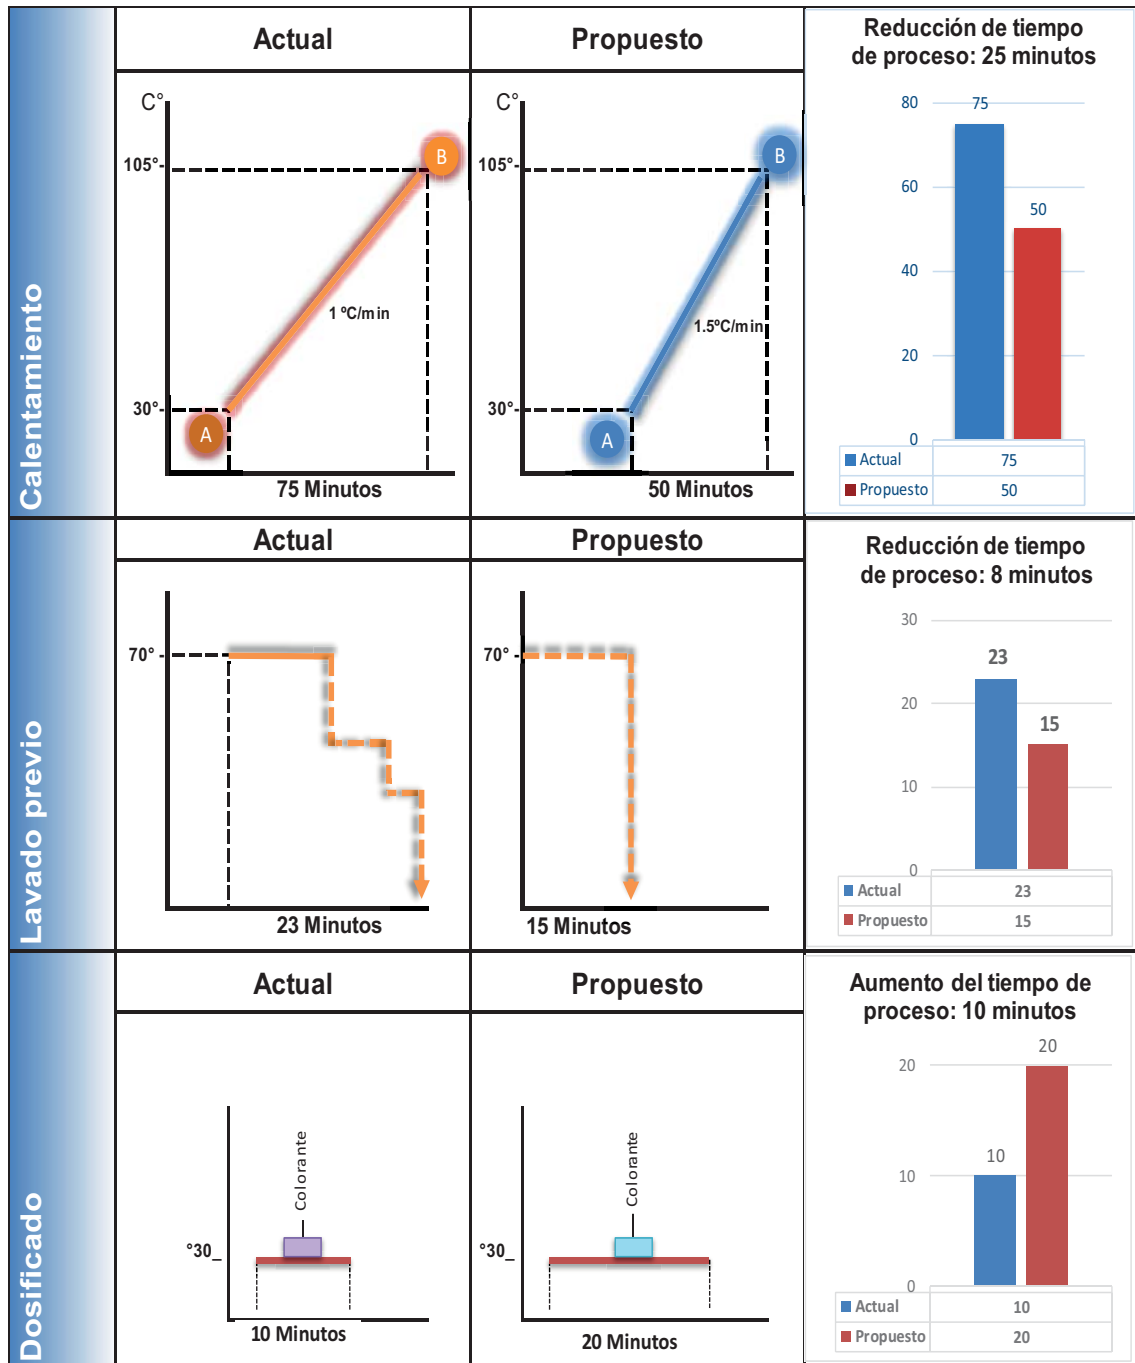 Actual
Propuesto
Reducción de tiempo
de proceso: 25 minutos
Calentamiento
C°
105°-
30°-
A
B
1 ºC/min
75 Minutos
C°
105°-
30°-
A
B
1.5ºC/min
50 Minutos
80
60
40
20
0
75
50
Actual 75
Propuesto 50
Actual
Propuesto
Reducción de tiempo
de proceso: 8 minutos
Lavado previo
70° -
23 Minutos
70° -
15 Minutos
30
20
10
0
23
15
Actual 23
Propuesto 15
Actual
Propuesto
Aumento del tiempo de
proceso: 10 minutos
Dosificado
Colorante
°30_
10 Minutos
Colorante
°30_
20 Minutos
20
10
0
10
20
Actual 10
Propuesto 20